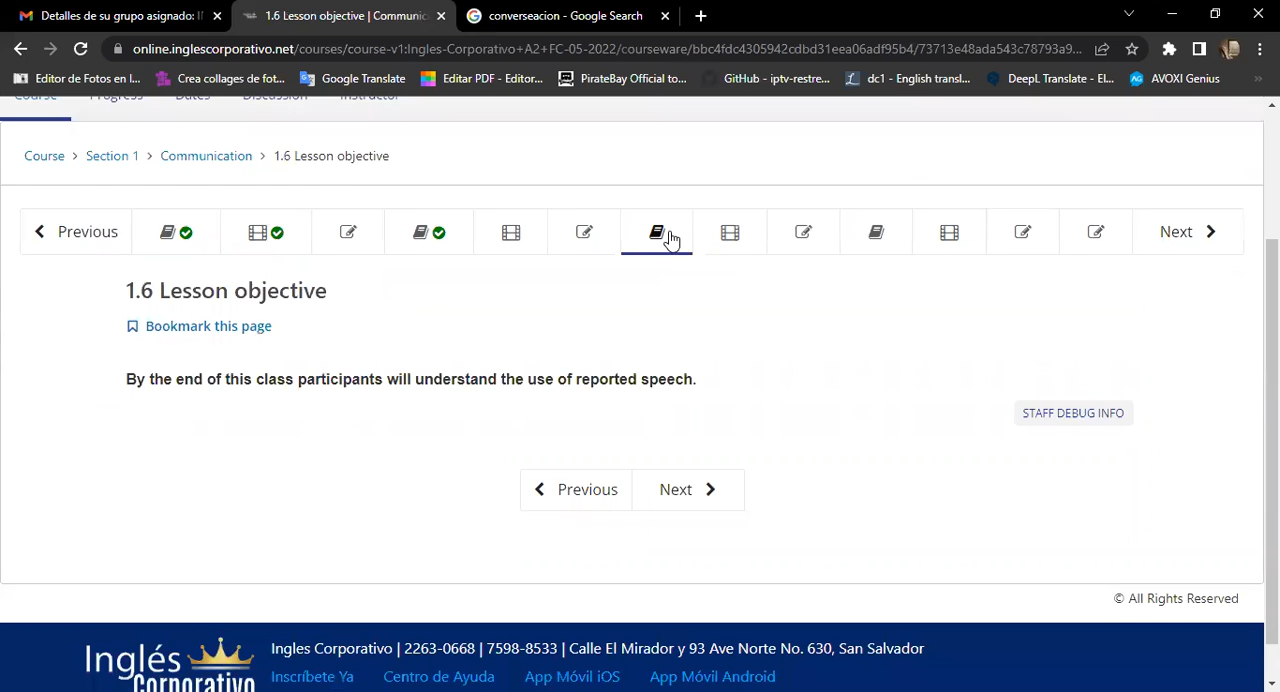 Detalles de su grupo asignado: I
1.6 Lesson objective | Communic
converseacion - Google Search
online.inglescorporativo.net/courses/course-v1:Ingles-Corporativo+A2+FC-05-2022/courseware/bbc4fdc4305942cdbd31eea06adf95b4/73713e48ada543c78793a9...
Editor de Fotos en l...
Crea collages de fot...
Google Translate
Editar PDF - Editor...
PirateBay Official to...
GitHub - iptv-restre...
dc1 - English transl...
DeepL Translate - El...
AVOXI Genius
»
Course Progress Dates Discussion Instructor
Course > Section 1 > Communication > 1.6 Lesson objective
Previous
Next
1.6 Lesson objective
Bookmark this page
By the end of this class participants will understand the use of reported speech.
STAFF DEBUG INFO
Previous
Next
© All Rights Reserved
Inglés Corporativo
Ingles Corporativo | 2263-0668 | 7598-8533 | Calle El Mirador y 93 Ave Norte No. 630, San Salvador
Inscríbete Ya
Centro de Ayuda
App Móvil iOS
App Móvil Android